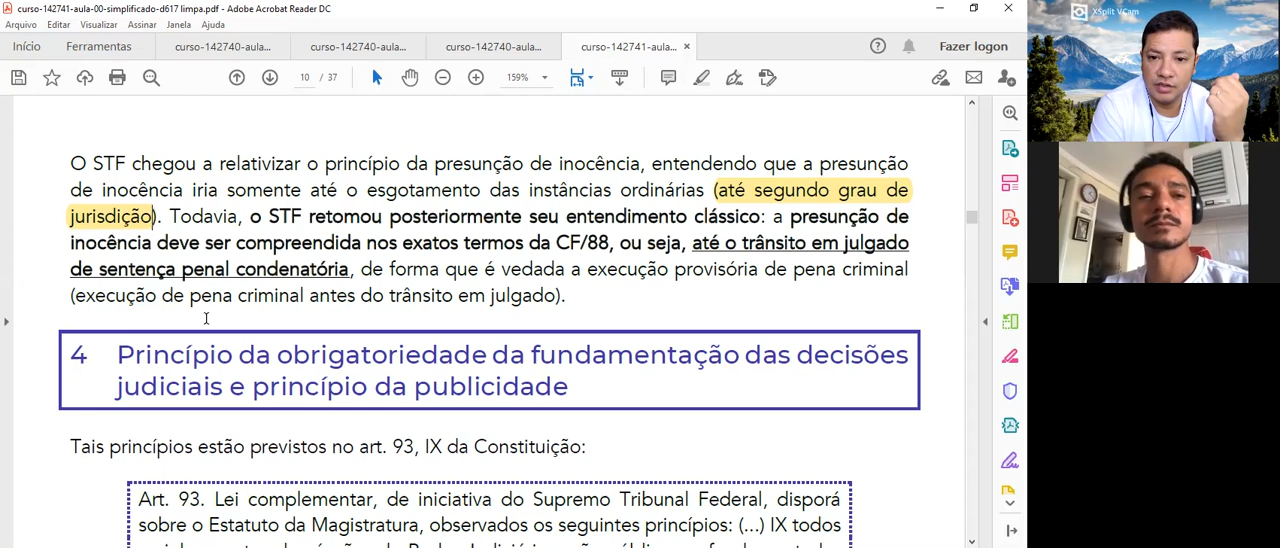 curso-142741-aula-00-simplificado-d617 limpa.pdf - Adobe Acrobat Reader DC
Arquivo Editar Visualizar Assinar Janela Ajuda
Início Ferramentas curso-142740-aula... curso-142740-aula... curso-142740-aula... curso-142741-aula... × Fazer logon
10 / 37 159%
O STF chegou a relativizar o princípio da presunção de inocência, entendendo que a presunção
de inocência iria somente até o esgotamento das instâncias ordinárias (até segundo grau de
jurisdição). Todavia, o STF retomou posteriormente seu entendimento clássico: a presunção de
inocência deve ser compreendida nos exatos termos da CF/88, ou seja, até o trânsito em julgado
de sentença penal condenatória, de forma que é vedada a execução provisória de pena criminal
(execução de pena criminal antes do trânsito em julgado).
4 Princípio da obrigatoriedade da fundamentação das decisões
judiciais e princípio da publicidade
Tais princípios estão previstos no art. 93, IX da Constituição:
Art. 93. Lei complementar, de iniciativa do Supremo Tribunal Federal, disporá
sobre o Estatuto da Magistratura, observados os seguintes princípios: (...) IX todos
XSplit VCam